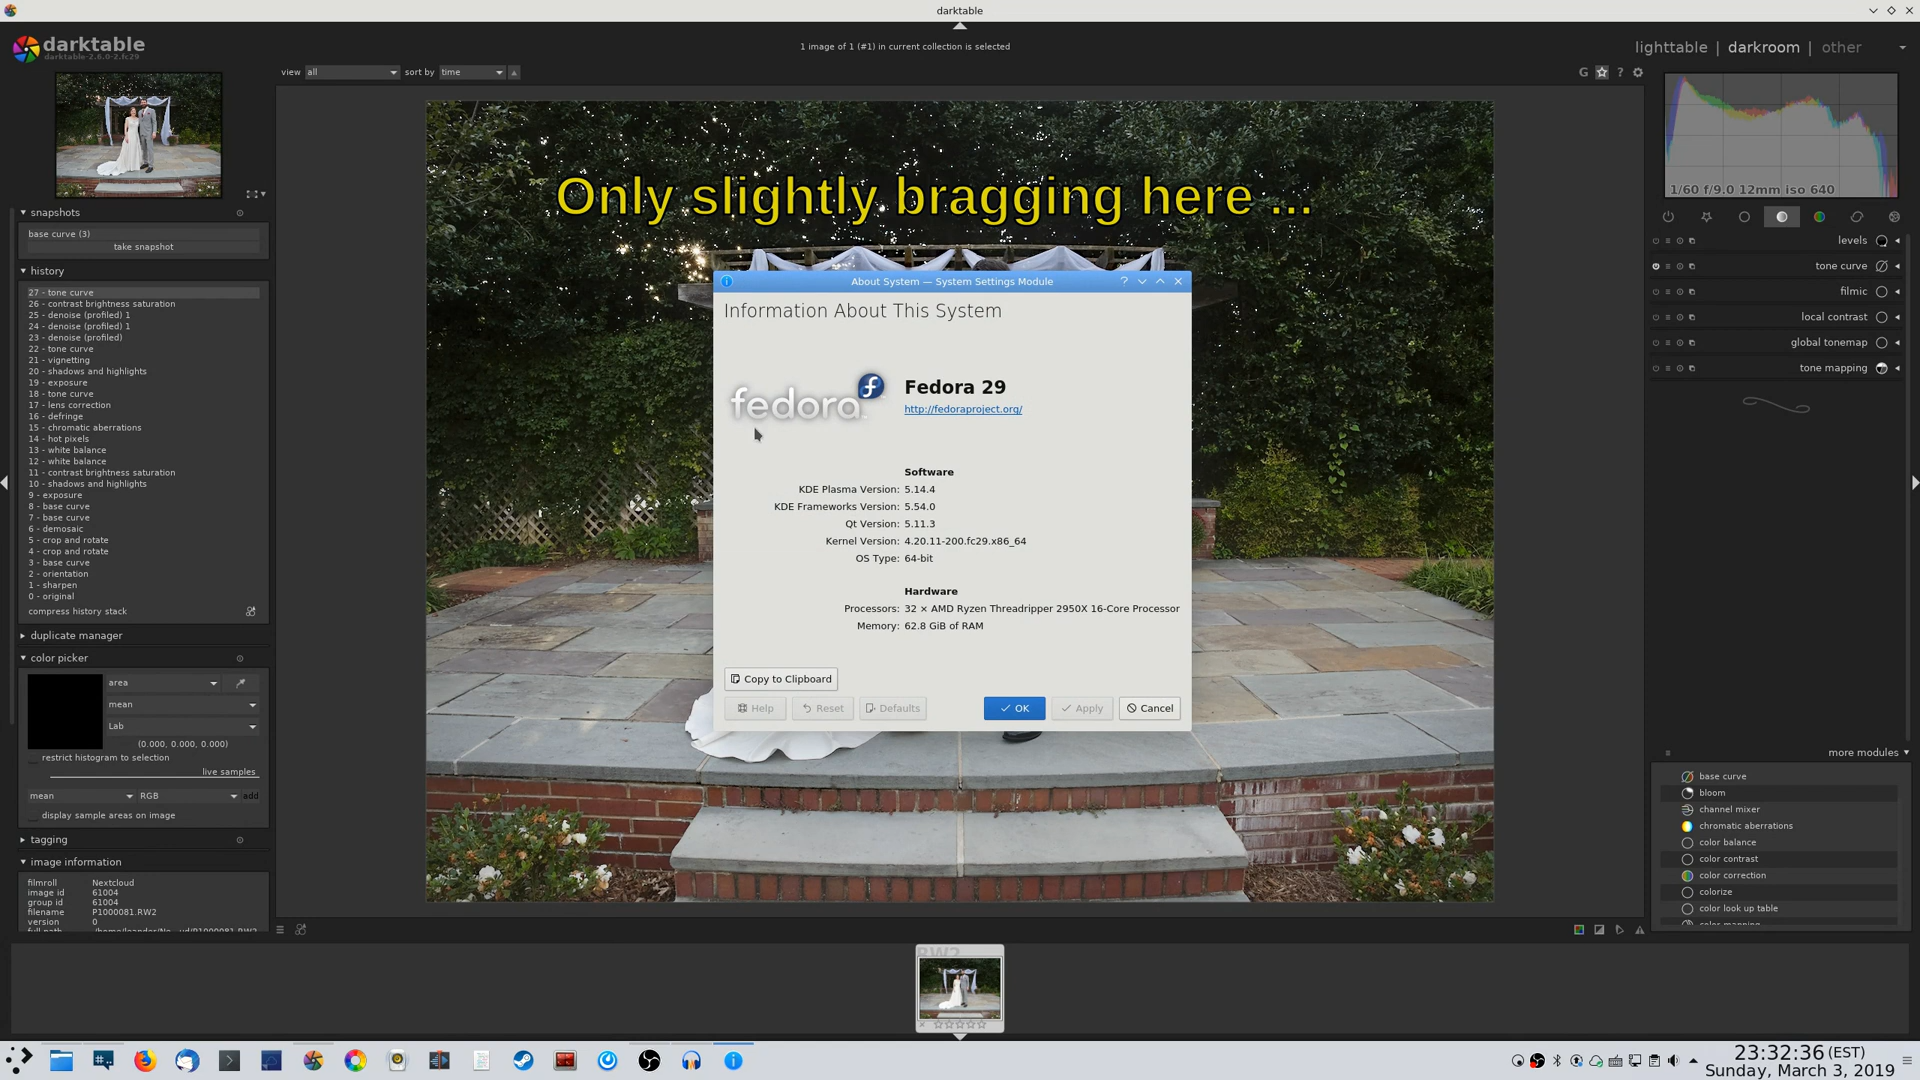 darktable
darktable
darktable-2.6.0-2.fc29
1 image of 1 (#1) in current collection is selected
lighttable | darkroom | other
view all sort by time
G ?
1/60 f/9.0 12mm iso 640
snapshots
base curve (3)
take snapshot
history
27 - tone curve
26 - contrast brightness saturation
25 - denoise (profiled) 1
24 - denoise (profiled) 1
23 - denoise (profiled)
22 - tone curve
21 - vignetting
20 - shadows and highlights
19 - exposure
18 - tone curve
17 - lens correction
16 - defringe
15 - chromatic aberrations
14 - hot pixels
13 - white balance
12 - white balance
11 - contrast brightness saturation
10 - shadows and highlights
9 - exposure
8 - base curve
7 - base curve
6 - demosaic
5 - crop and rotate
4 - crop and rotate
3 - base curve
2 - orientation
1 - sharpen
0 - original
compress history stack
duplicate manager
color picker
area
mean
Lab
(0.000, 0.000, 0.000)
restrict histogram to selection
live samples
mean RGB add
display sample areas on image
tagging
image information
filmroll Nextcloud
image id 61004
group id 61004
filename P1000081.RW2
version 0
Only slightly bragging here ...
About System — System Settings Module
Information About This System
fedora
Fedora 29
http://fedoraproject.org/
Software
KDE Plasma Version: 5.14.4
KDE Frameworks Version: 5.54.0
Qt Version: 5.11.3
Kernel Version: 4.20.11-200.fc29.x86_64
OS Type: 64-bit
Hardware
Processors: 32 × AMD Ryzen Threadripper 2950X 16-Core Processor
Memory: 62.8 GiB of RAM
Copy to Clipboard
Help Reset Defaults OK Apply Cancel
levels
tone curve
filmic
local contrast
global tonemap
tone mapping
more modules
base curve
bloom
channel mixer
chromatic aberrations
color balance
color contrast
color correction
colorize
color look up table
RW2
23:32:36 (EST)
Sunday, March 3, 2019